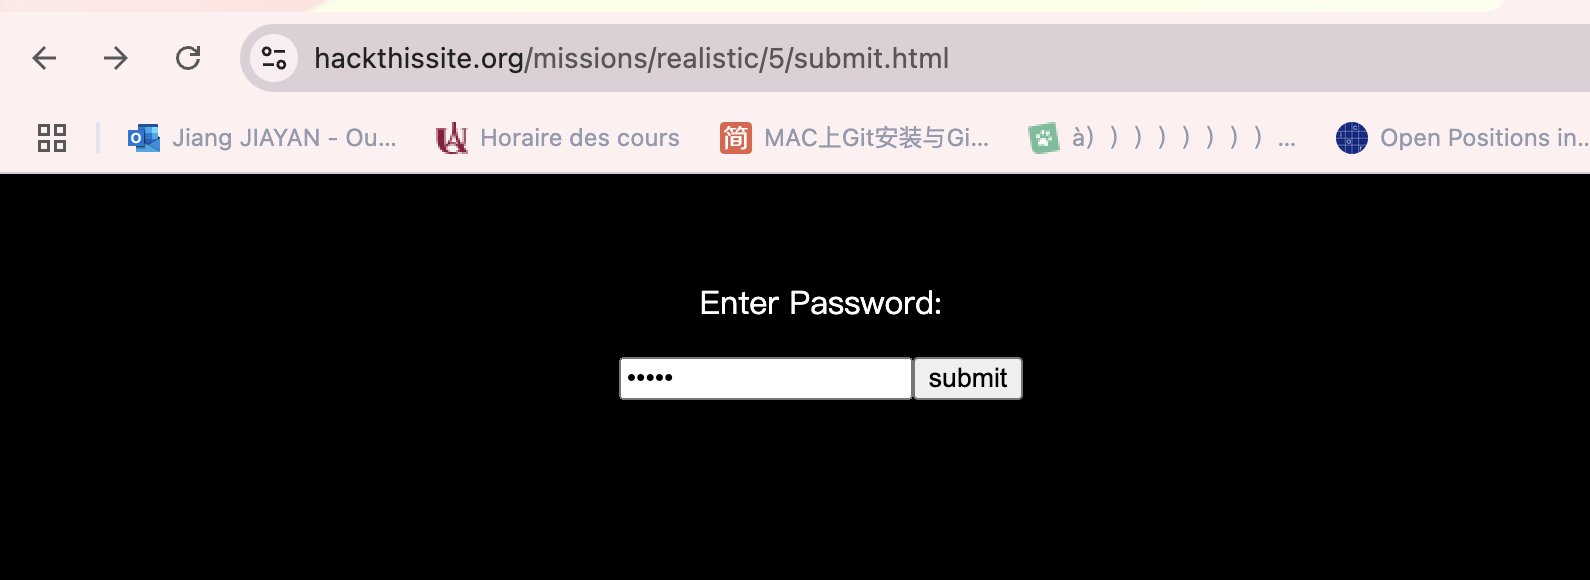 hackthissite.org/missions/realistic/5/submit.html
Jiang JIAYAN - Ou... Horaire des cours 简 MAC上Git安装与Gi... à) ) ) ) ) ) ) ) ... Open Positions in...
Enter Password:
••••• submit